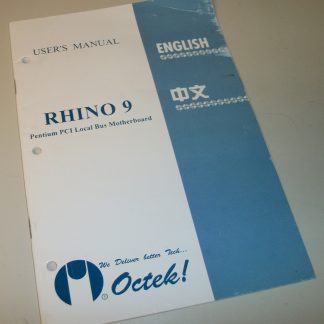 USER'S MANUAL
ENGLISH
中文
RHINO 9
Pentium PCI Local Bus Motherboard
We Deliver better Tech...
Octek!
®